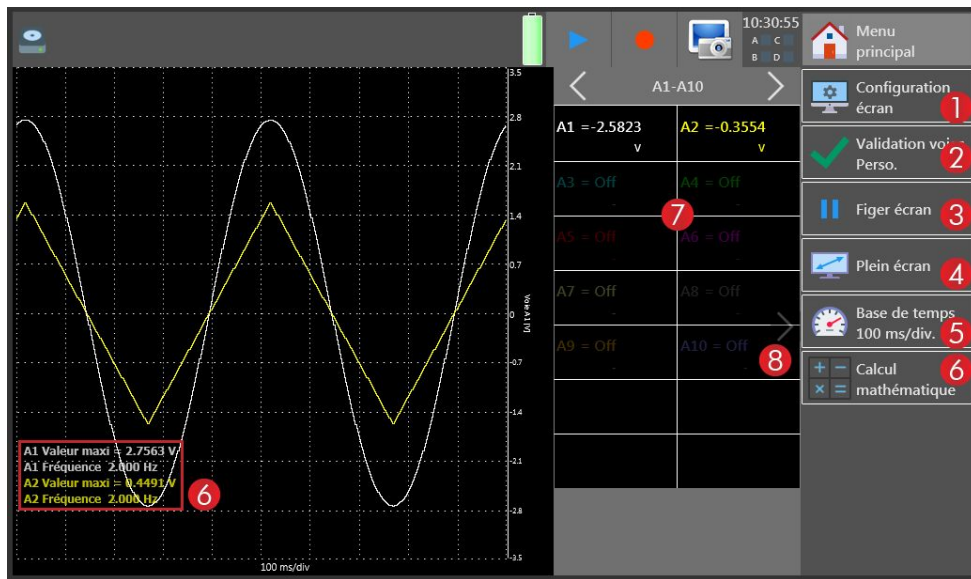 10:30:55
A C
B D
Menu
principal
3.5
2.8
2.1
1.4
0.7
0
-0.7
-1.4
-2.1
-2.8
-3.5
Voie A1 [V]
100 ms/div
A1 Valeur maxi = 2.7563 V
A1 Fréquence 2.000 Hz
A2 Valeur maxi = 0.4491 V
A2 Fréquence 2.000 Hz
6
A1-A10
A1 =-2.5823
V
A2 =-0.3554
V
A3 = Off
A4 = Off
7
A5 = Off
A6 = Off
A7 = Off
A8 = Off
A9 = Off
A10 = Off
8
Configuration
écran
1
Validation
Perso.
2
Figer écran
3
Plein écran
4
Base de temps
100 ms/div.
5
Calcul
mathématique
6